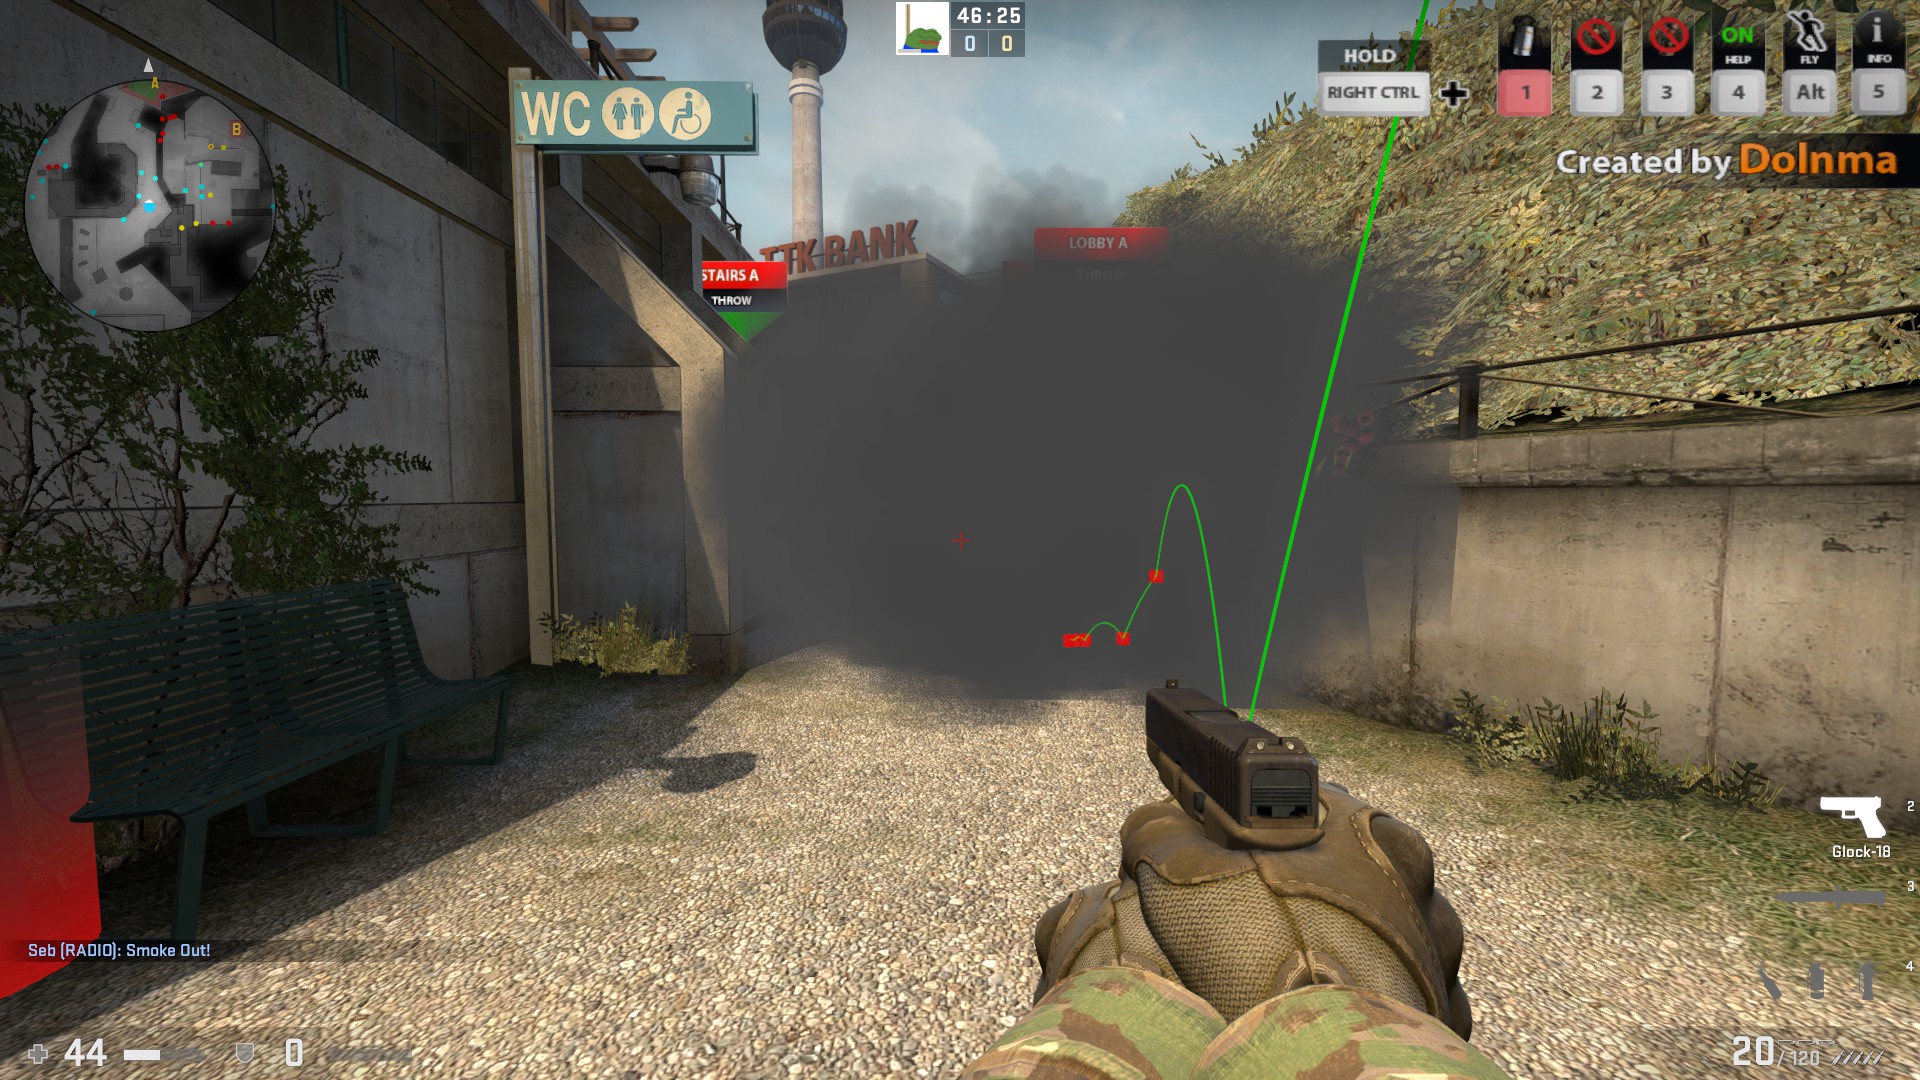 46:25
0 0
A
B
WC
TTK BANK
STAIRS A
THROW
LOBBY A
THROW
HOLD
RIGHT CTRL
1 2 3 4 Alt 5
ON
HELP
FLY
i
INFO
Created by Dolnma
2
Glock-18
3
4
Seb (RADIO): Smoke Out!
44
0
20 / 120